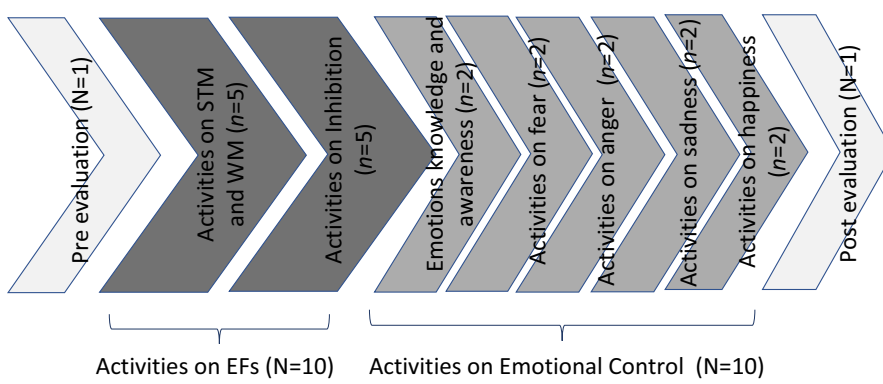 Pre evaluation (N=1)
Activities on STM
and WM (n=5)
Activities on Inhibition
(n=5)
Emotions knowledge and
awareness (n=2)
Activities on fear (n=2)
Activities on anger (n=2)
Activities on sadness (n=2)
Activities on happiness
(n=2)
Post evaluation (N=1)
Activities on EFs (N=10)
Activities on Emotional Control (N=10)